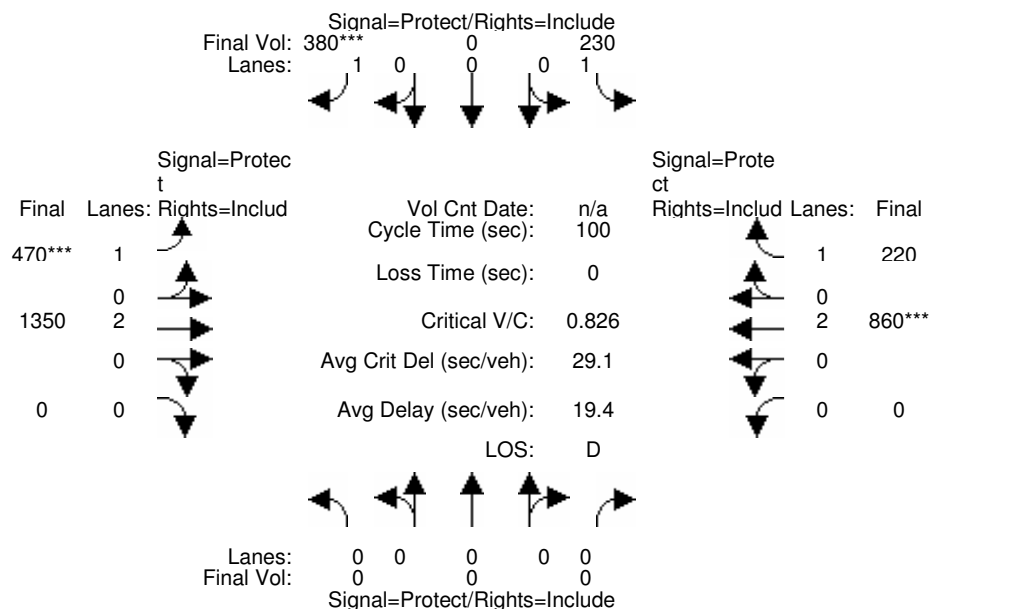 Signal=Protect/Rights=Include
Final Vol: 380*** 0 230
Lanes: 1 0 0 0 1
Signal=Protec
t
Signal=Prote
ct
Final Lanes: Rights=Includ Vol Cnt Date: n/a Rights=Includ Lanes: Final
Cycle Time (sec): 100
470*** 1 1 220
Loss Time (sec): 0
0 0
1350 2 Critical V/C: 0.826 2 860***
0 Avg Crit Del (sec/veh): 29.1 0
0 0 Avg Delay (sec/veh): 19.4 0 0
LOS: D
Lanes: 0 0 0 0 0
Final Vol: 0 0 0
Signal=Protect/Rights=Include